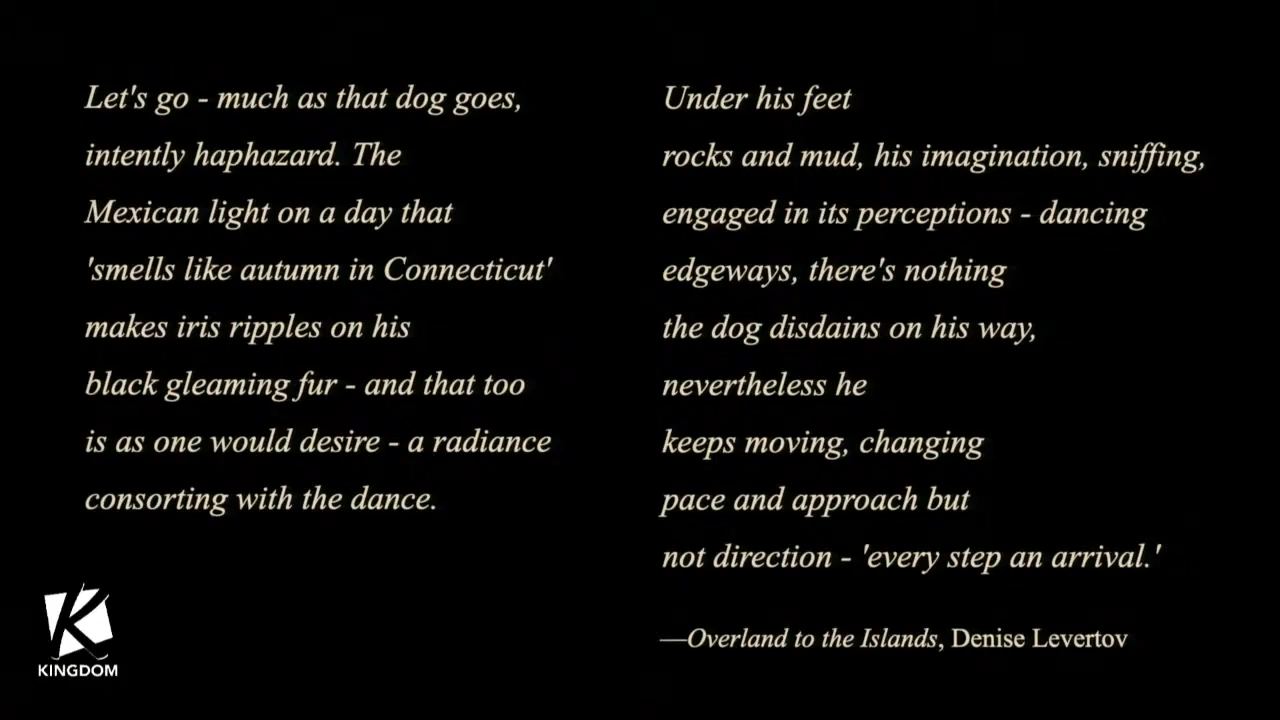 Let's go - much as that dog goes,
intently haphazard. The
Mexican light on a day that
'smells like autumn in Connecticut'
makes iris ripples on his
black gleaming fur - and that too
is as one would desire - a radiance
consorting with the dance.
Under his feet
rocks and mud, his imagination, sniffing,
engaged in its perceptions - dancing
edgeways, there's nothing
the dog disdains on his way,
nevertheless he
keeps moving, changing
pace and approach but
not direction - 'every step an arrival.'
—Overland to the Islands, Denise Levertov
K
KINGDOM